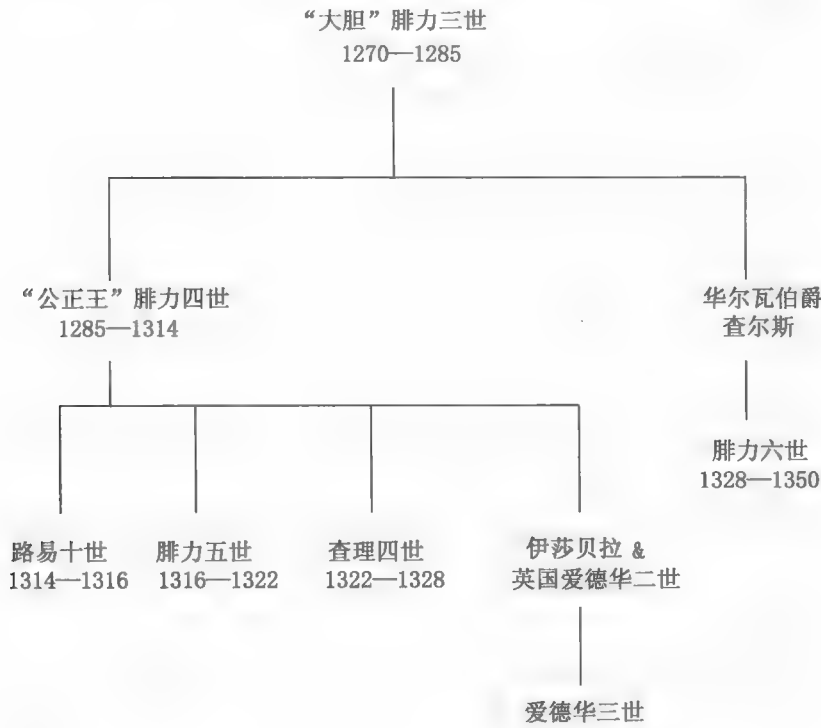 “大胆”腓力三世
1270—1285
“公正王”腓力四世
1285—1314
华尔瓦伯爵
查尔斯
腓力六世
1328—1350
路易十世
1314—1316
腓力五世
1316—1322
查理四世
1322—1328
伊莎贝拉 &
英国爱德华二世
爱德华三世